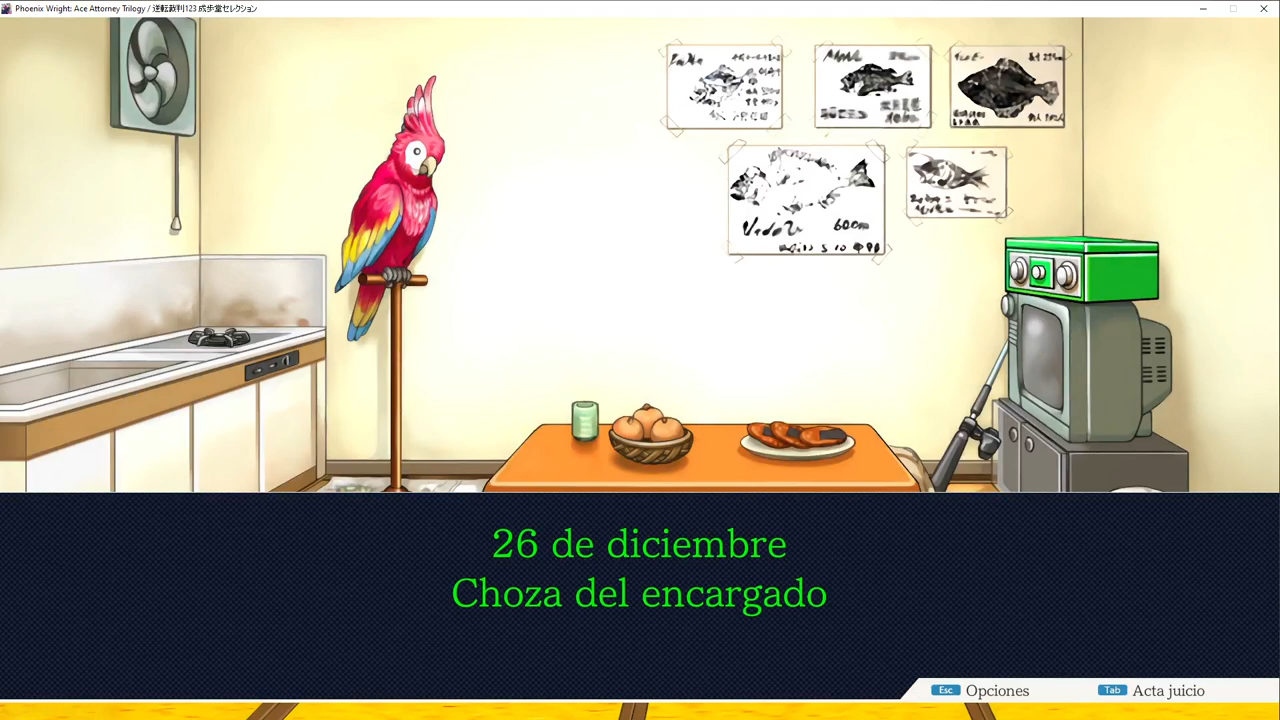 Phoenix Wright: Ace Attorney Trilogy / 逆転裁判123 成歩堂セレクション
600m
26 de diciembre
Choza del encargado
Esc Opciones Tab Acta juicio